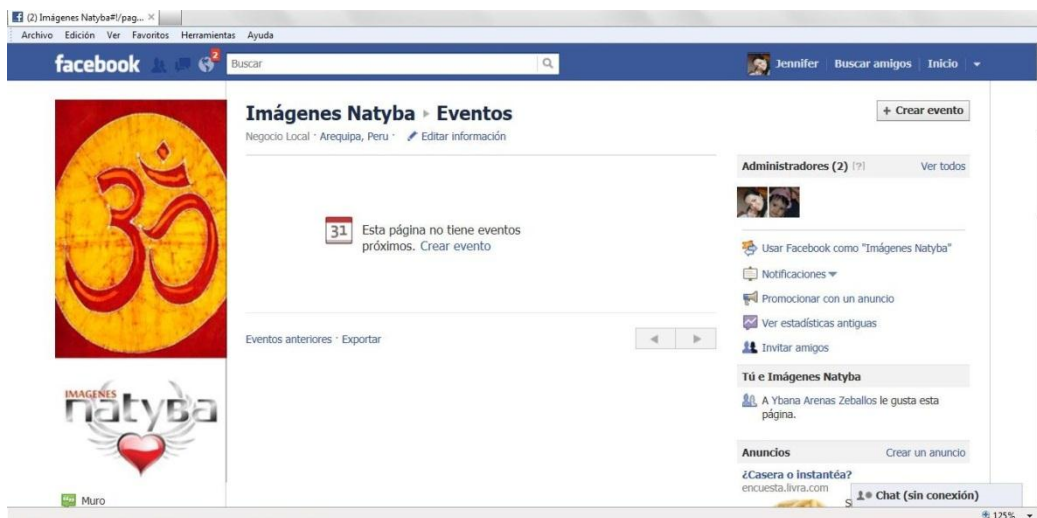 (2) Imágenes Natyba#!/pag...
Archivo Edición Ver Favoritos Herramientas Ayuda
facebook 2 Buscar Jennifer Buscar amigos Inicio
Imágenes Natyba ▸ Eventos
+ Crear evento
Negocio Local · Arequipa, Peru · Editar información
Administradores (2) [?] Ver todos
31 Esta página no tiene eventos
próximos. Crear evento
Usar Facebook como "Imágenes Natyba"
Notificaciones
Promocionar con un anuncio
Ver estadísticas antiguas
Invitar amigos
Eventos anteriores · Exportar
Tú e Imágenes Natyba
A Ybana Arenas Zeballos le gusta esta
página.
Anuncios Crear un anuncio
¿Casera o instantéa?
encuesta.livra.com
ॐ
IMAGENES
natyBa
Muro
Chat (sin conexión)
125%